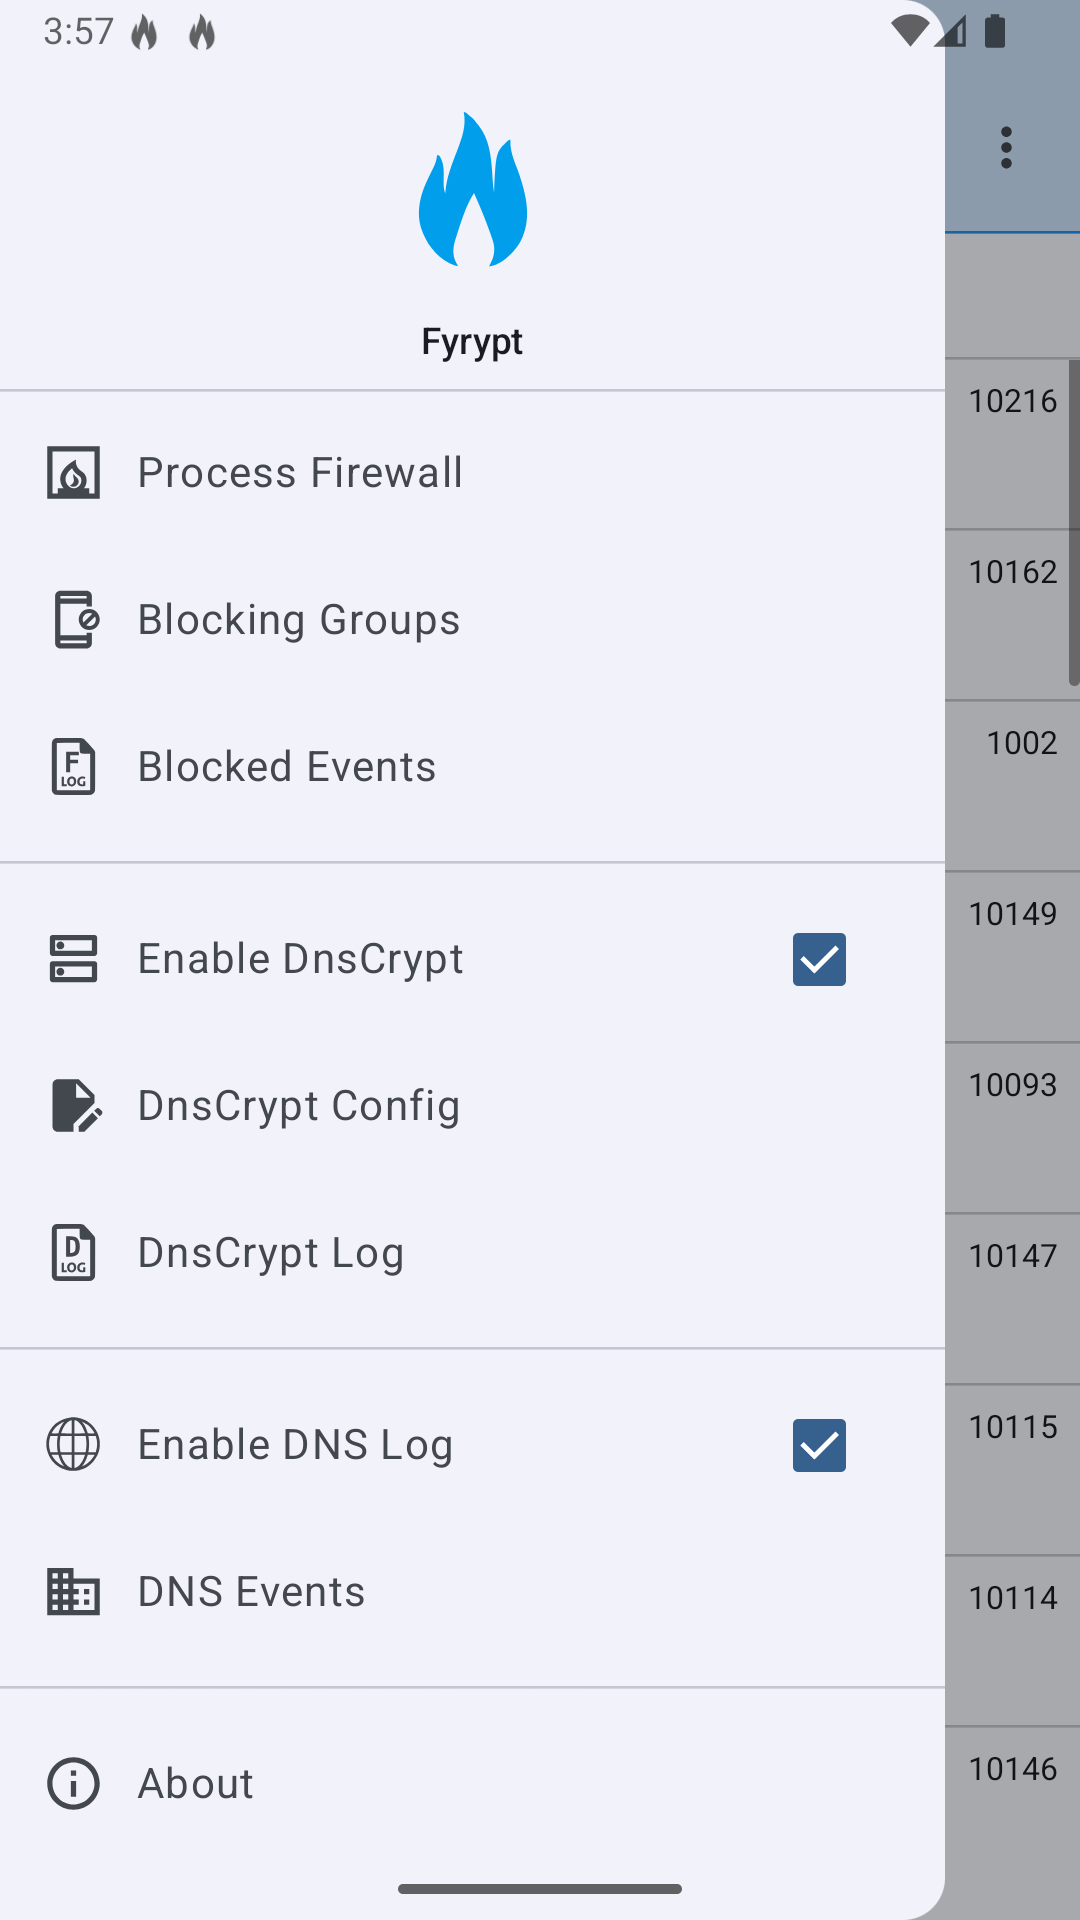 3:57
Fyrypt
Process Firewall
Blocking Groups
F
LOG
Blocked Events
Enable DnsCrypt
DnsCrypt Config
D
LOG
DnsCrypt Log
Enable DNS Log
DNS Events
About
10216
10162
1002
10149
10093
10147
10115
10114
10146